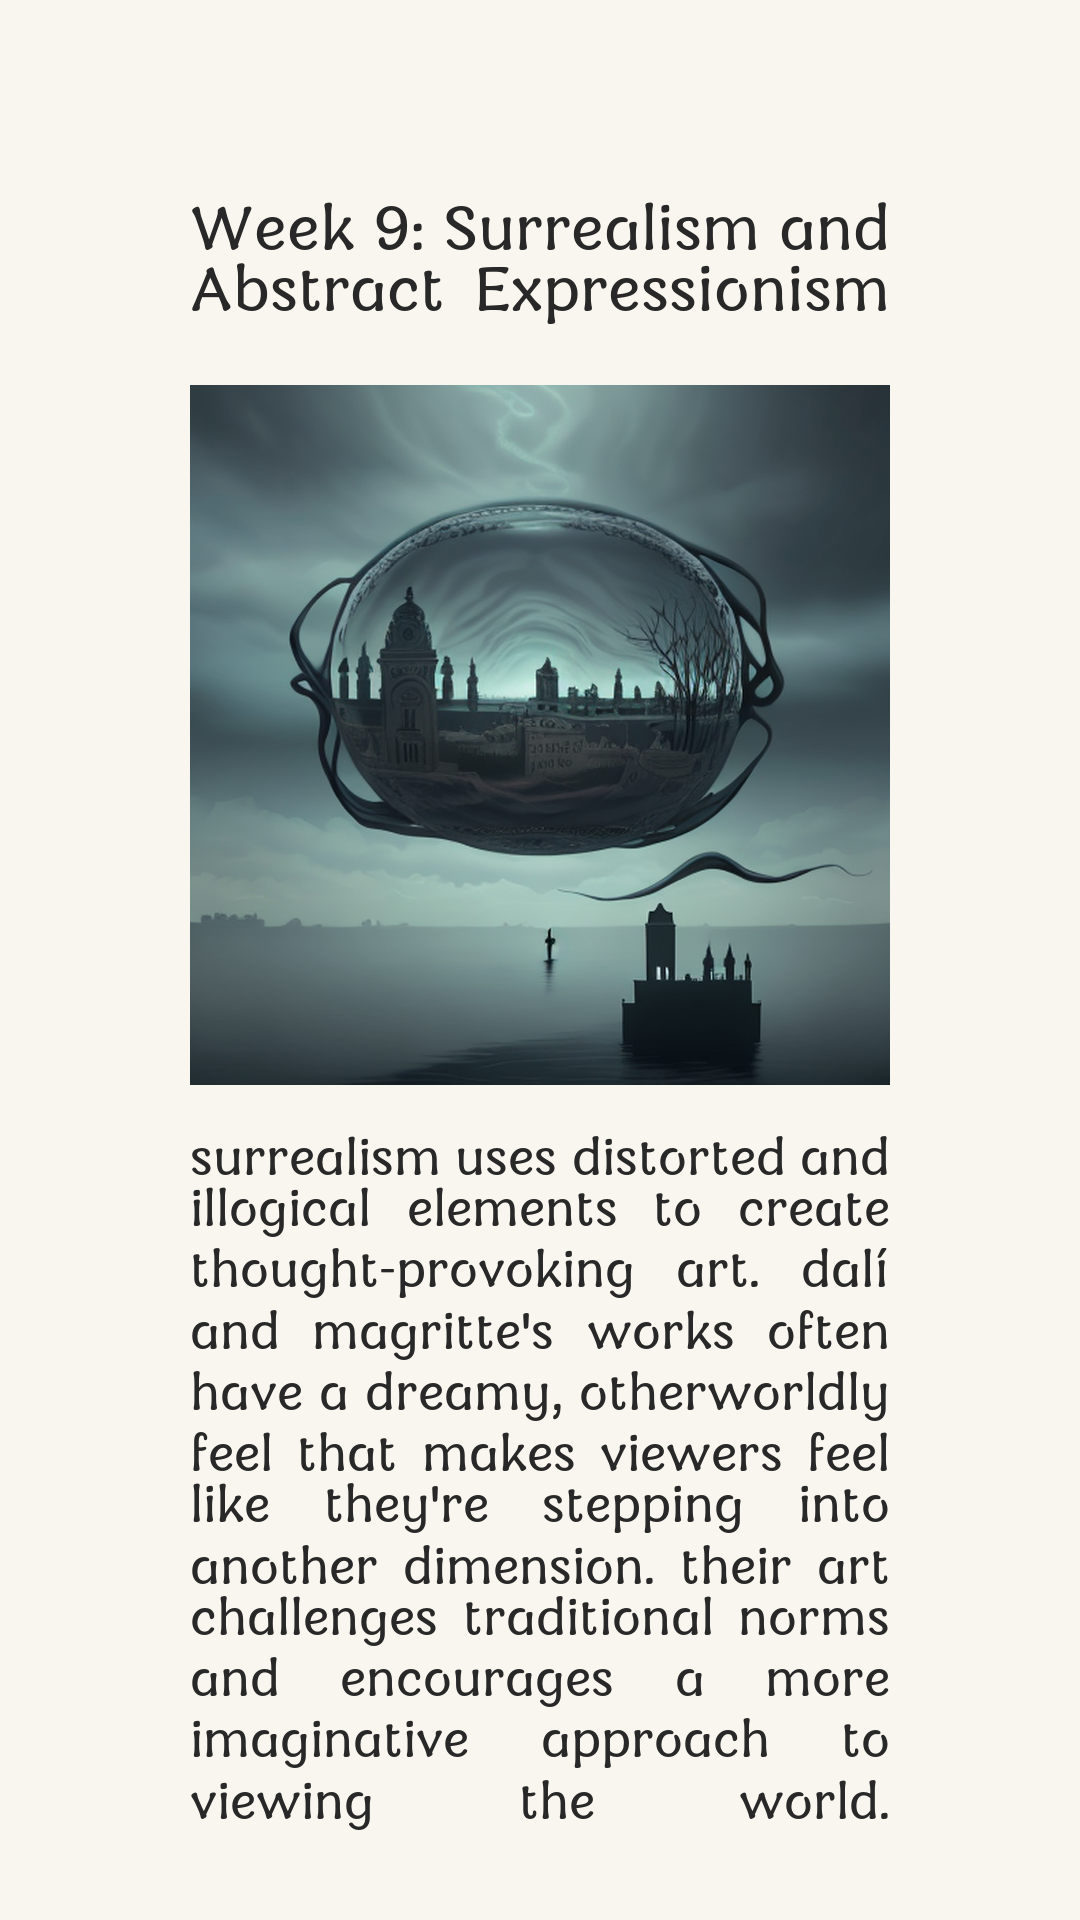 Week 9: Surrealism and
Abstract Expressionism
surrealism uses distorted and
illogical elements to create
thought-provoking art. dalí
and magritte's works often
have a dreamy, otherworldly
feel that makes viewers feel
like they're stepping into
another dimension. their art
challenges traditional norms
and encourages a more
imaginative approach to
viewing the world.